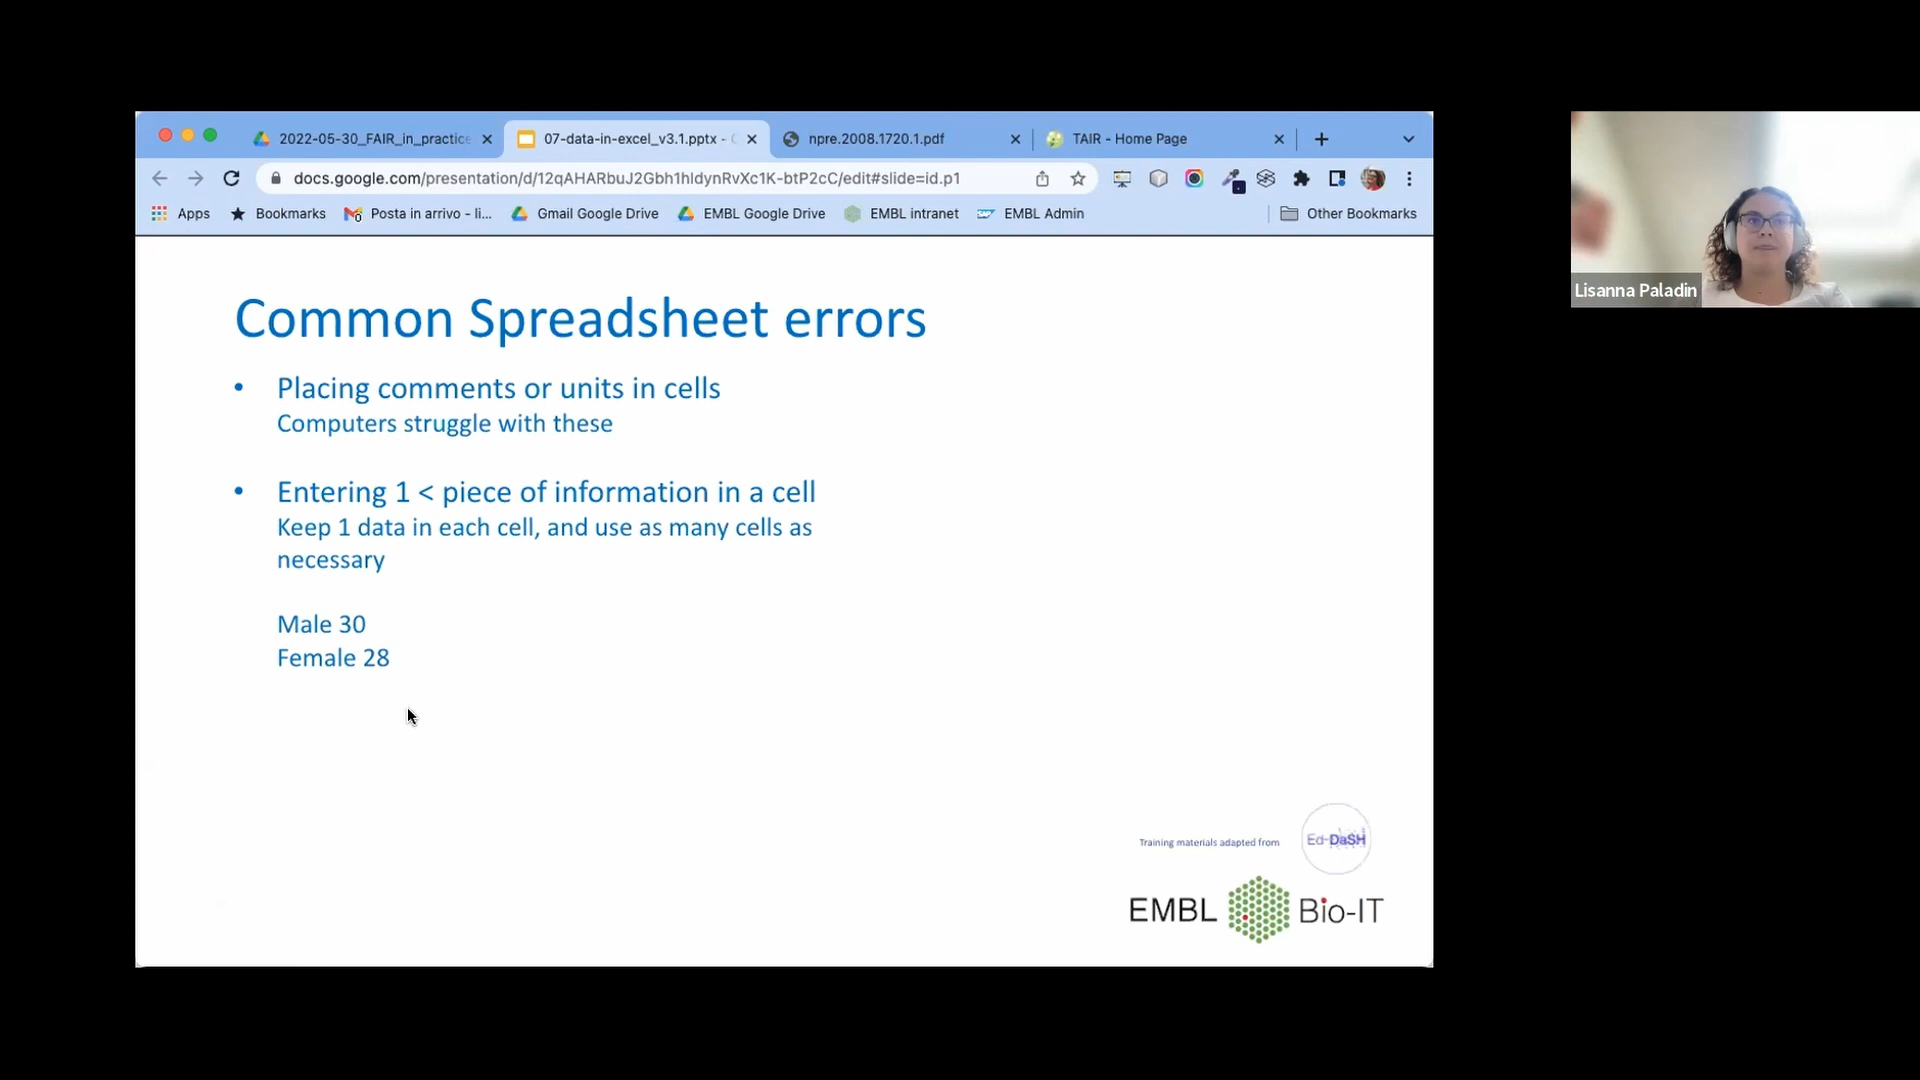 2022-05-30_FAIR_in_practice
07-data-in-excel_v3.1.pptx -
npre.2008.1720.1.pdf
TAIR - Home Page
docs.google.com/presentation/d/12qAHARbuJ2Gbh1hldynRvXc1K-btP2cC/edit#slide=id.p1
Apps
Bookmarks
Posta in arrivo - li...
Gmail Google Drive
EMBL Google Drive
EMBL intranet
EMBL Admin
Other Bookmarks
Lisanna Paladin
Common Spreadsheet errors
• Placing comments or units in cells
Computers struggle with these
• Entering 1 < piece of information in a cell
Keep 1 data in each cell, and use as many cells as
necessary
Male 30
Female 28
Training materials adapted from
Ed-DaSH
EMBL Bio-IT